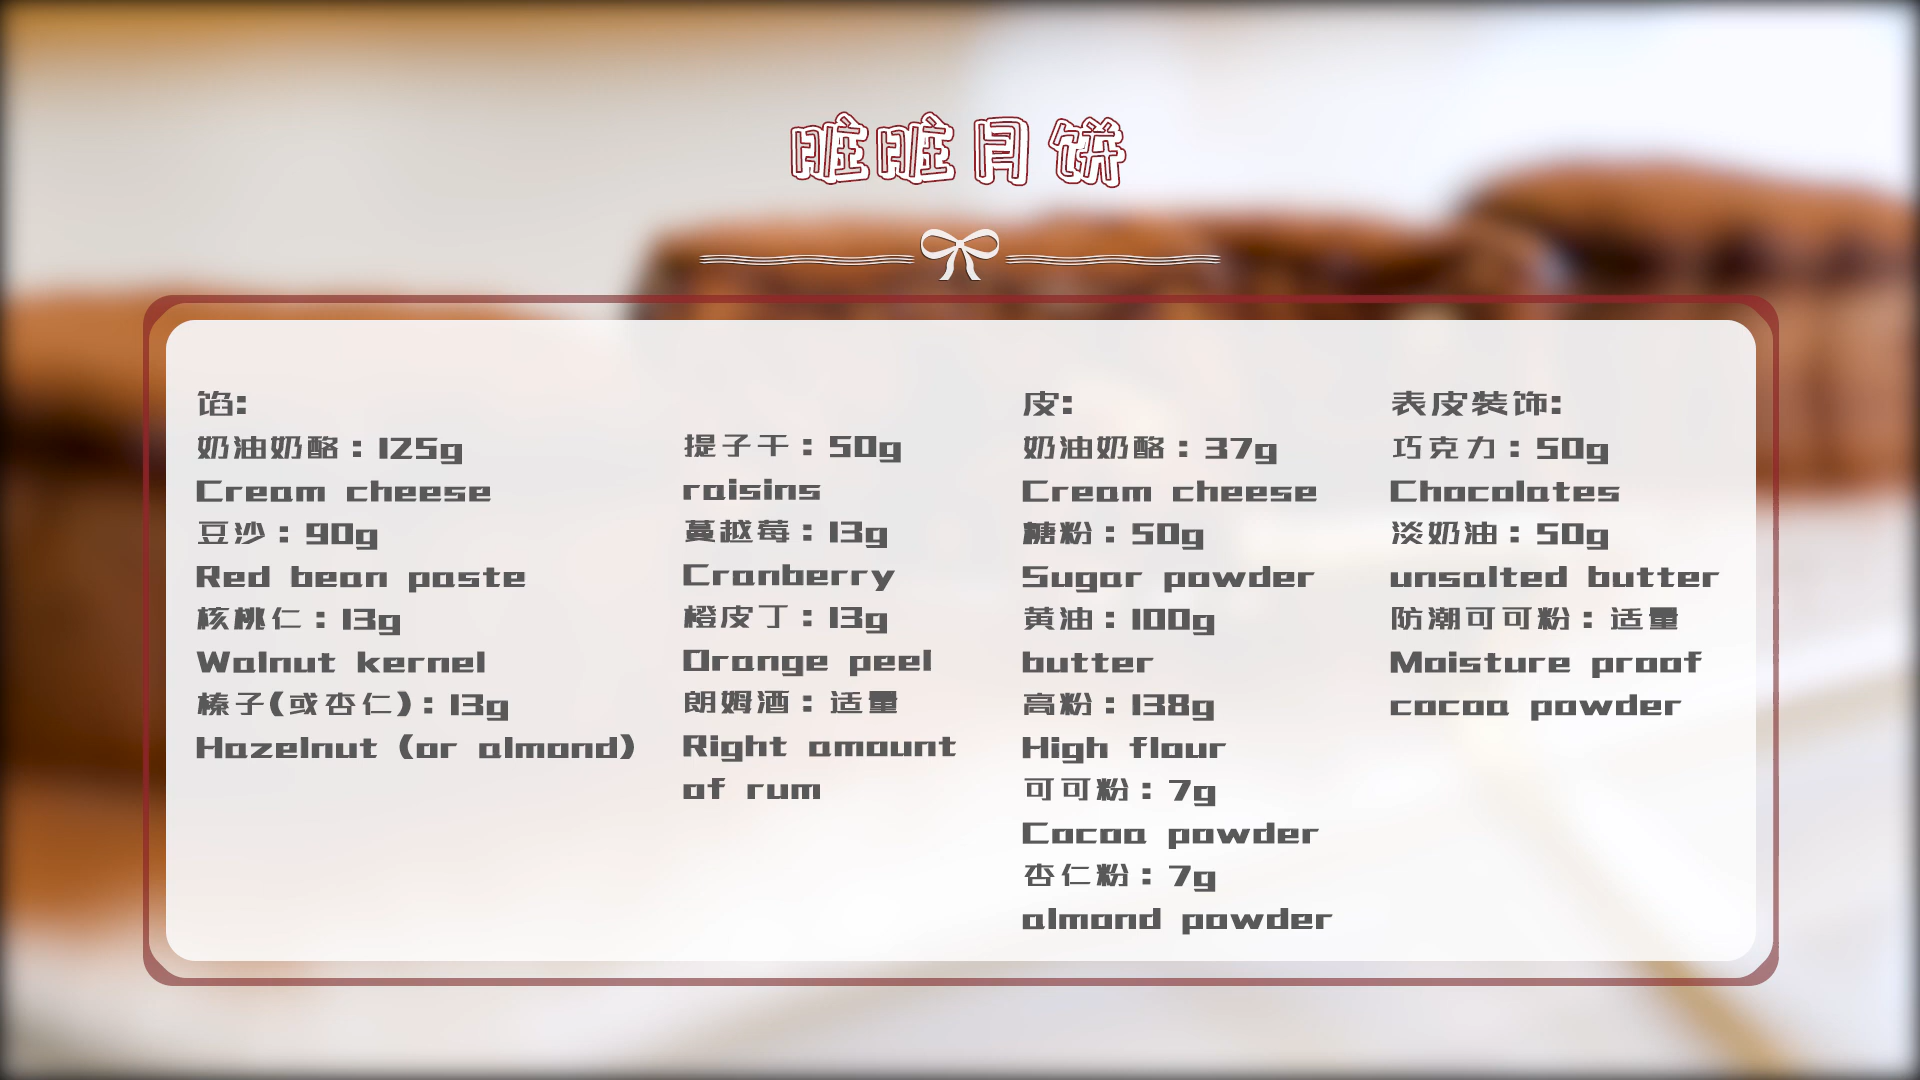 睢睢月饼
馅:
奶油奶酪：125g
Cream cheese
豆沙：90g
Red bean paste
核桃仁：13g
Walnut kernel
榛子(或杏仁)：13g
Hazelnut (or almond)
提子干：50g
raisins
蔓越莓：13g
Cranberry
橙皮丁：13g
Orange peel
朗姆酒：适量
Right amount
of rum
皮:
奶油奶酪：37g
Cream cheese
糖粉：50g
Sugar powder
黄油：100g
butter
高粉：138g
High flour
可可粉：7g
Cocoa powder
杏仁粉：7g
almond powder
表皮装饰:
巧克力：50g
Chocolates
淡奶油：50g
unsalted butter
防潮可可粉：适量
Moisture proof
cocoa powder